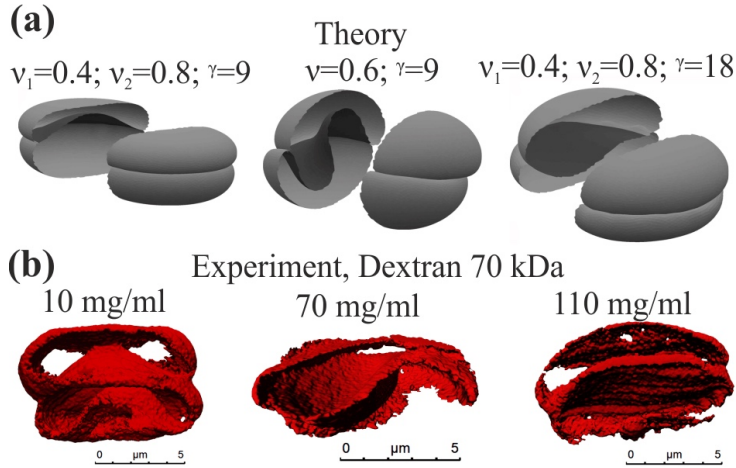 (a)
Theory
ν₁=0.4; ν₂=0.8; γ=9
ν=0.6; γ=9
ν₁=0.4; ν₂=0.8; γ=18
(b)
Experiment, Dextran 70 kDa
10 mg/ml
70 mg/ml
110 mg/ml
0 μm 5
0 μm 5
0 μm 5